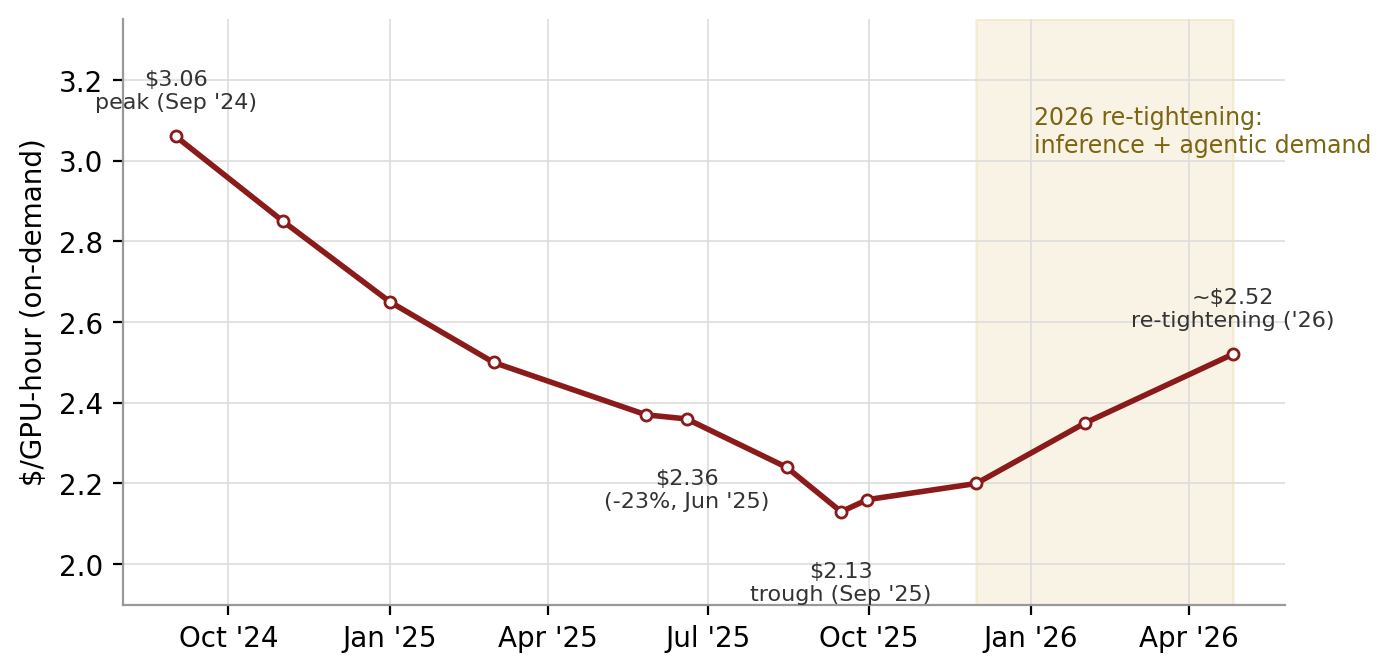 $3.06
peak (Sep '24)
2026 re-tightening:
inference + agentic demand
~$2.52
re-tightening ('26)
$2.36
(-23%, Jun '25)
$2.13
trough (Sep '25)
$/GPU-hour (on-demand)
3.2
3.0
2.8
2.6
2.4
2.2
2.0
Oct '24
Jan '25
Apr '25
Jul '25
Oct '25
Jan '26
Apr '26